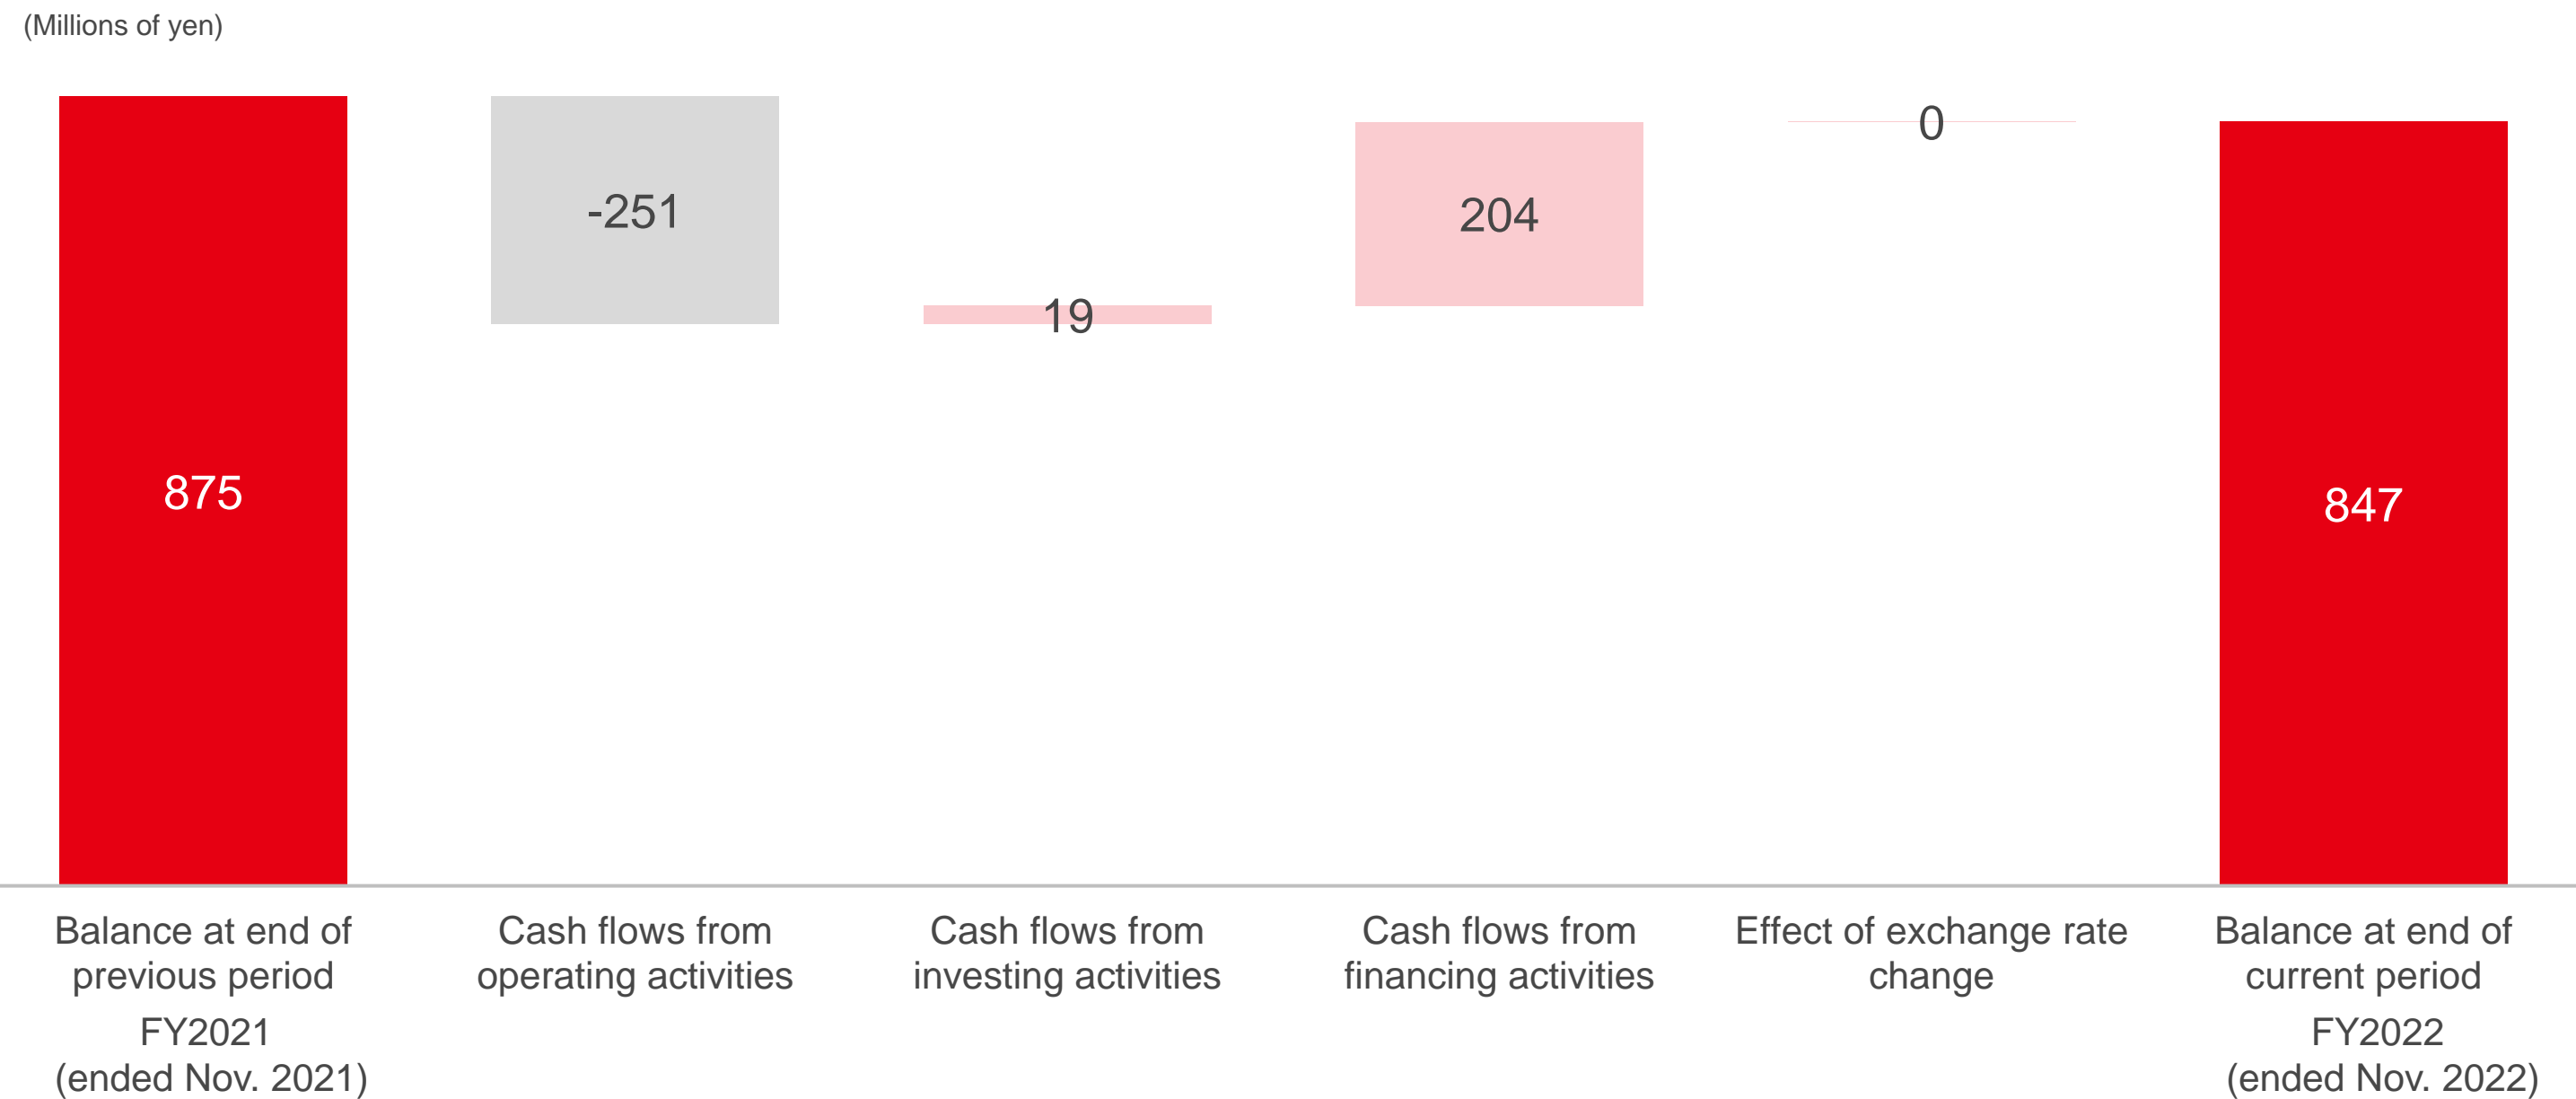 (Millions of yen)
875
-251
19
204
0
847
Balance at end of
previous period
FY2021
(ended Nov. 2021)
Cash flows from
operating activities
Cash flows from
investing activities
Cash flows from
financing activities
Effect of exchange rate
change
Balance at end of
current period
FY2022
(ended Nov. 2022)